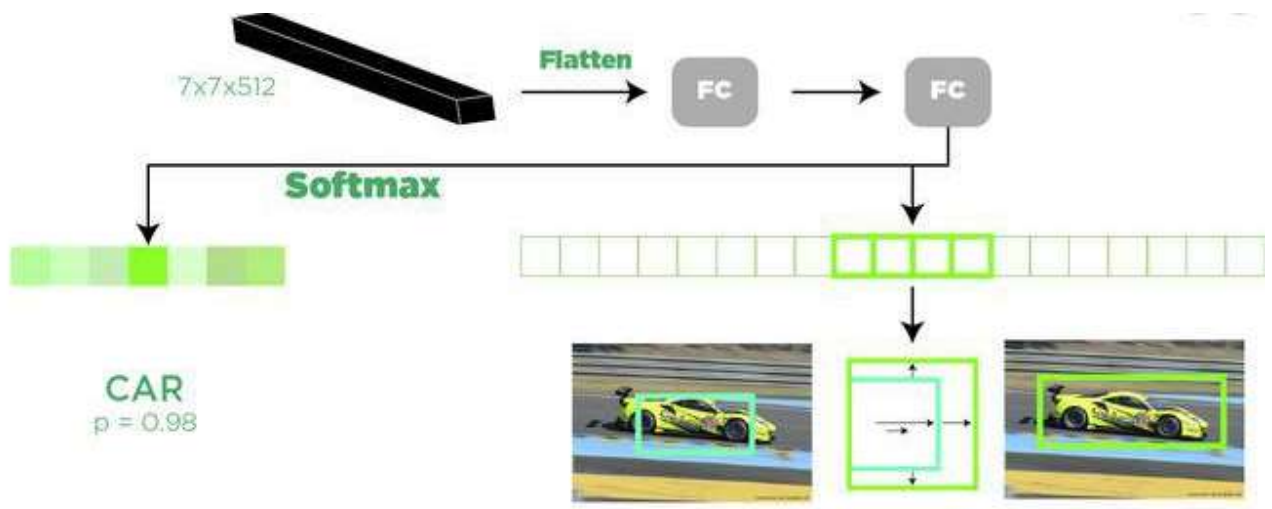 Flatten
7x7x512
FC
FC
Softmax
CAR
p = 0.98